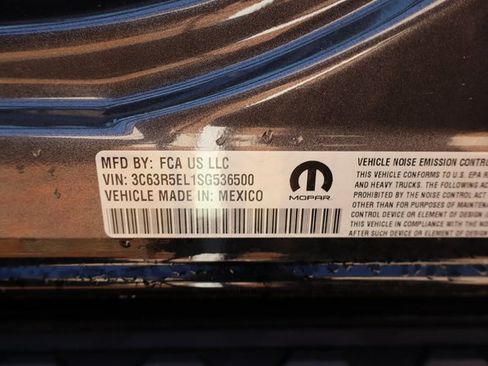 MFD BY: FCA US LLC
VIN: 3C63R5EL1SG536500
VEHICLE MADE IN: MEXICO
MOPAR
VEHICLE NOISE EMISSION CONTRO
THIS VEHICLE CONFORMS TO U.S. EPA R
AND HEAVY TRUCKS. THE FOLLOWING AC
PROHIBITED BY THE NOISE CONTROL ACT
OTHER THAN FOR PURPOSES OF MAINTENA
CONTROL DEVICE OR ELEMENT OF DESIGN
THIS VEHICLE IN COMPLIANCE WITH THE N
AFTER SUCH DEVICE OR ELEMENT OF DESIGN